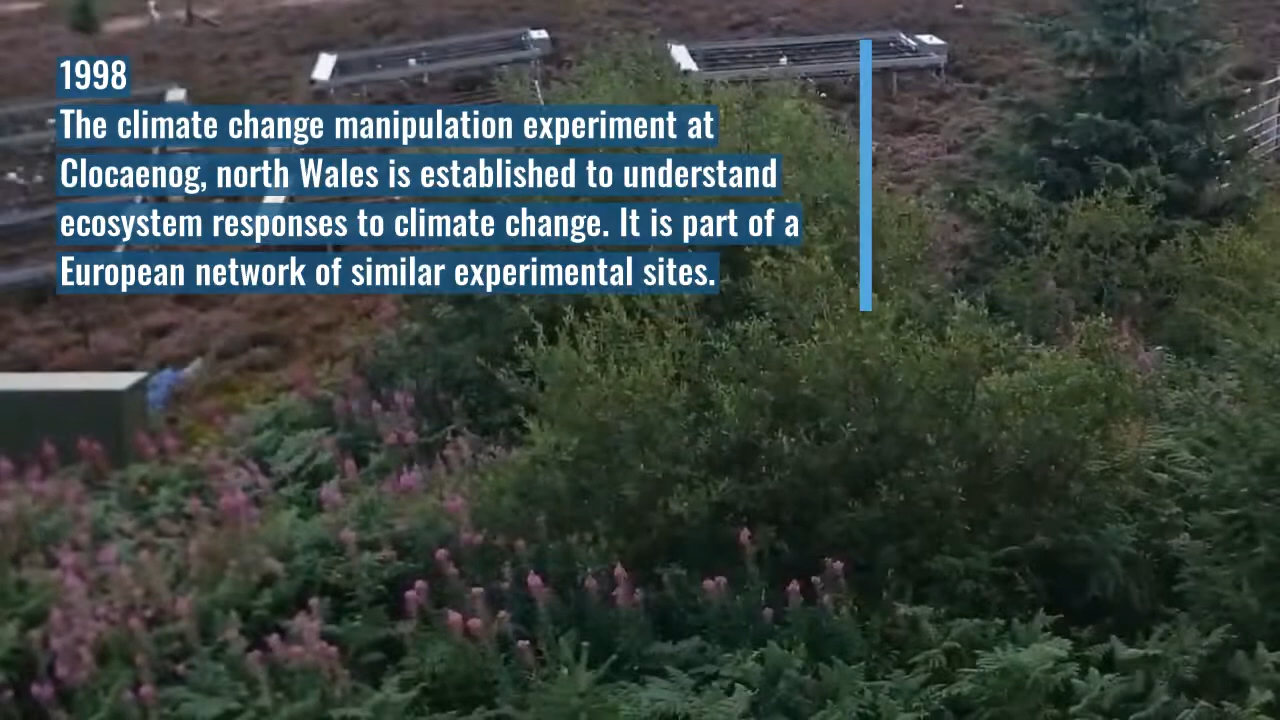 1998
The climate change manipulation experiment at
Clocaenog, north Wales is established to understand
ecosystem responses to climate change. It is part of a
European network of similar experimental sites.